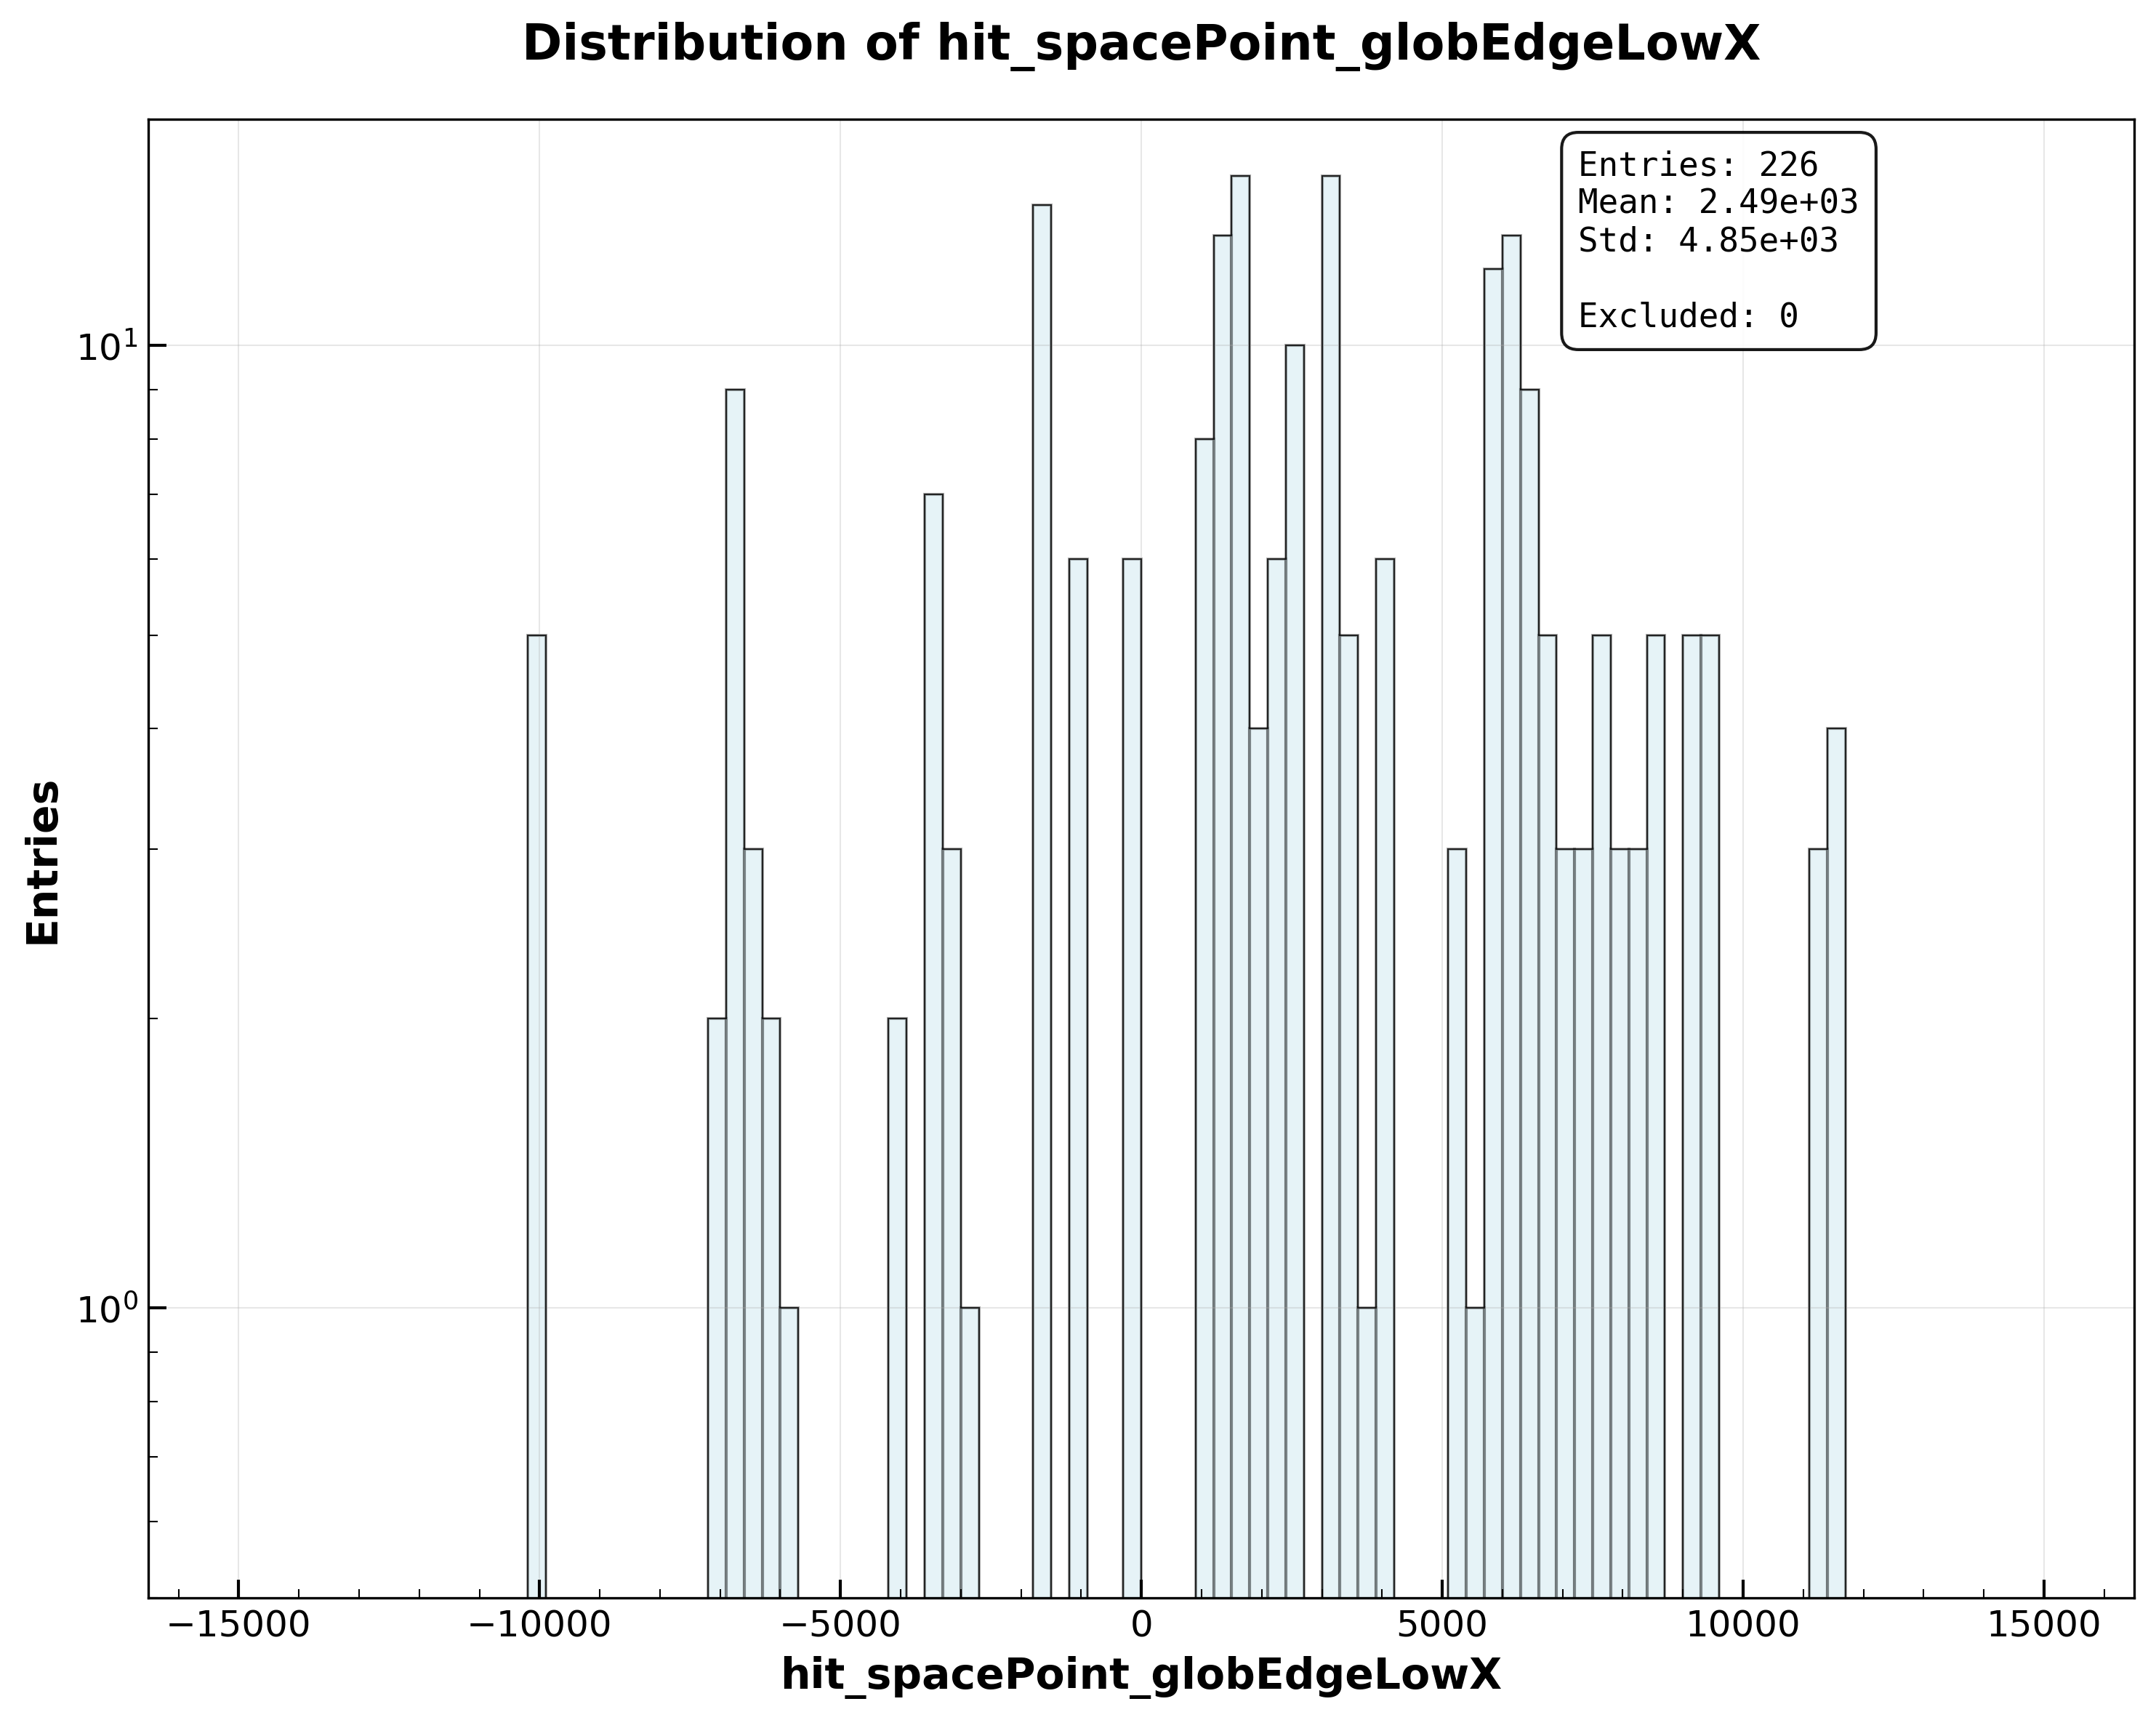 Distribution of hit_spacePoint_globEdgeLowX
Entries: 226
Mean: 2.49e+03
Std: 4.85e+03
Excluded: 0
10¹
10⁰
Entries
−15000 −10000 −5000 0 5000 10000 15000
hit_spacePoint_globEdgeLowX